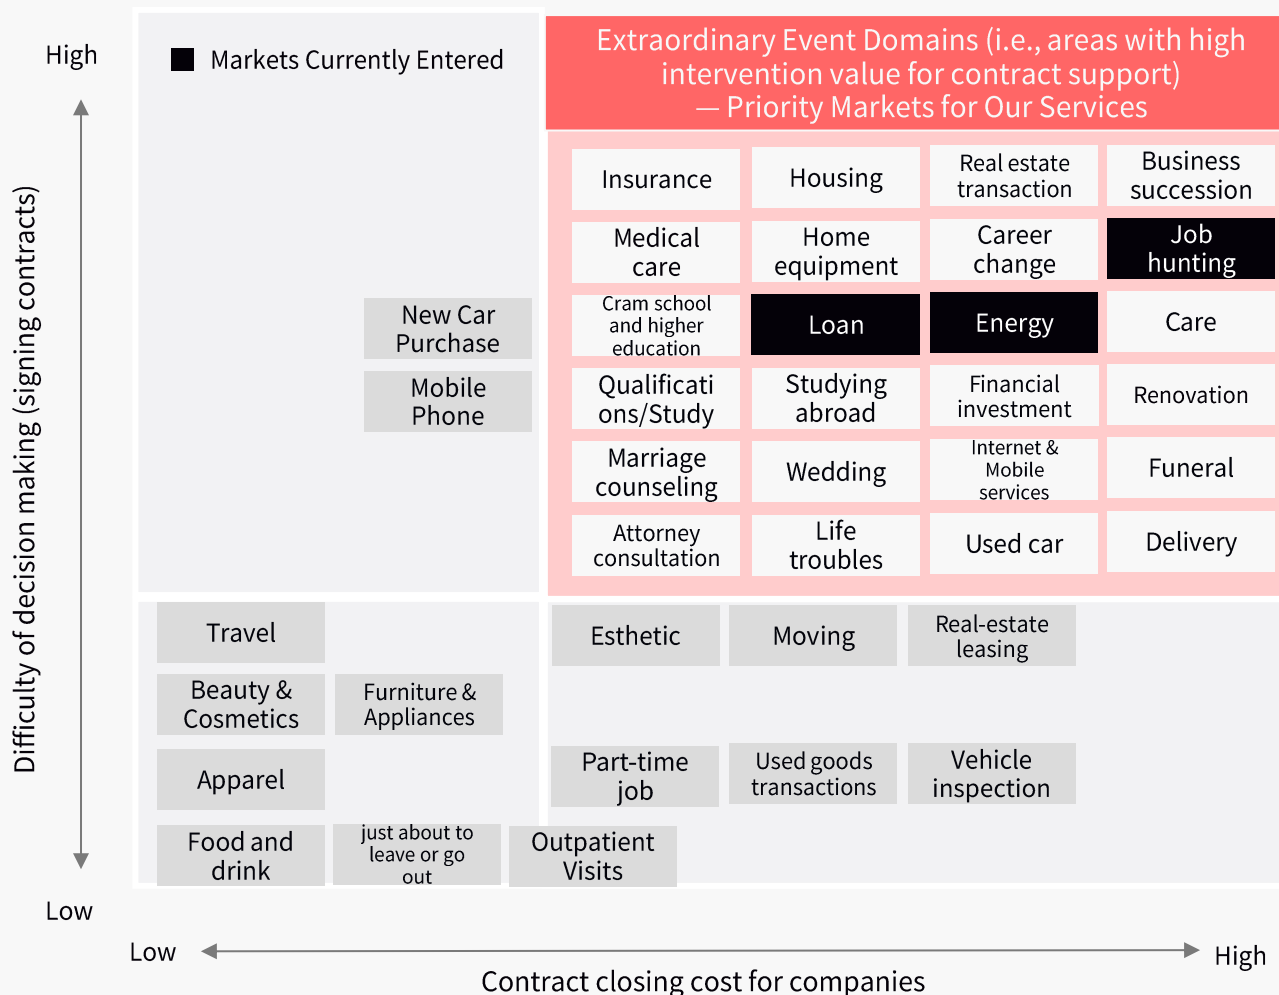 High
Markets Currently Entered
Extraordinary Event Domains (i.e., areas with high
intervention value for contract support)
— Priority Markets for Our Services
Difficulty of decision making (signing contracts)
Insurance
Housing
Real estate
transaction
Business
succession
Medical
care
Home
equipment
Career
change
Job
hunting
New Car
Purchase
Cram school
and higher
education
Loan
Energy
Care
Mobile
Phone
Qualificati
ons/Study
Studying
abroad
Financial
investment
Renovation
Marriage
counseling
Wedding
Internet &
Mobile
services
Funeral
Attorney
consultation
Life
troubles
Used car
Delivery
Travel
Esthetic
Moving
Real-estate
leasing
Beauty &
Cosmetics
Furniture &
Appliances
Apparel
Part-time
job
Used goods
transactions
Vehicle
inspection
Food and
drink
just about to
leave or go
out
Outpatient
Visits
Low
Low
High
Contract closing cost for companies